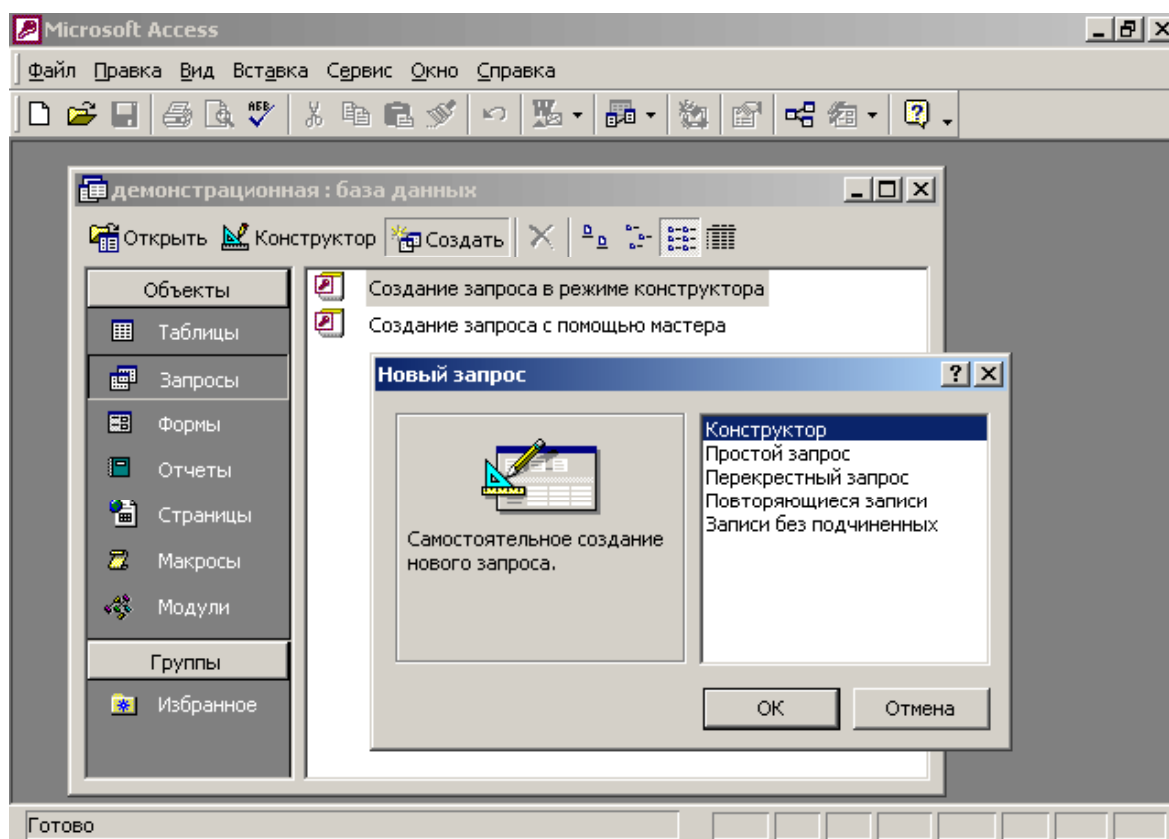 Microsoft Access
Файл Правка Вид Вставка Сервис Окно Справка
демонстрационная : база данных
Открыть Конструктор Создать
Объекты
Таблицы
Запросы
Формы
Отчеты
Страницы
Макросы
Модули
Группы
Избранное
Создание запроса в режиме конструктора
Создание запроса с помощью мастера
Новый запрос
Самостоятельное создание
нового запроса.
Конструктор
Простой запрос
Перекрестный запрос
Повторяющиеся записи
Записи без подчиненных
ОК Отмена
Готово